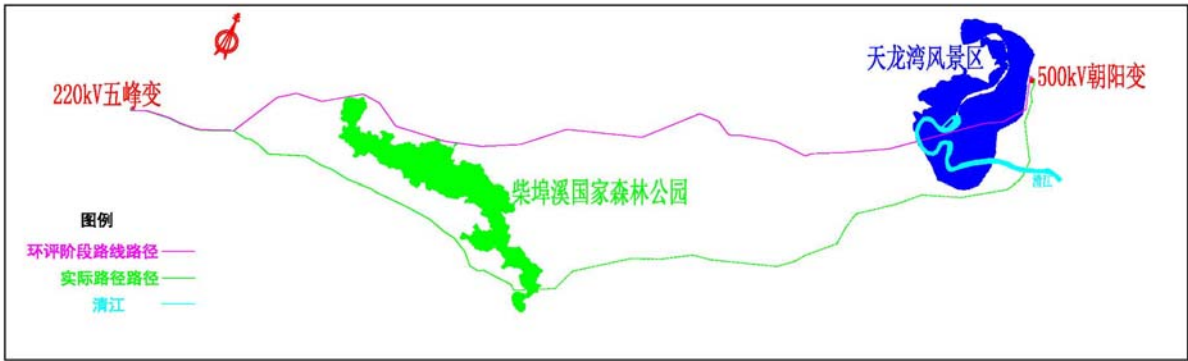 天龙湾风景区
500kV朝阳变
220kV五峰变
清江
柴埠溪国家森林公园
图例
环评阶段路线路径
实际路径路径
清江